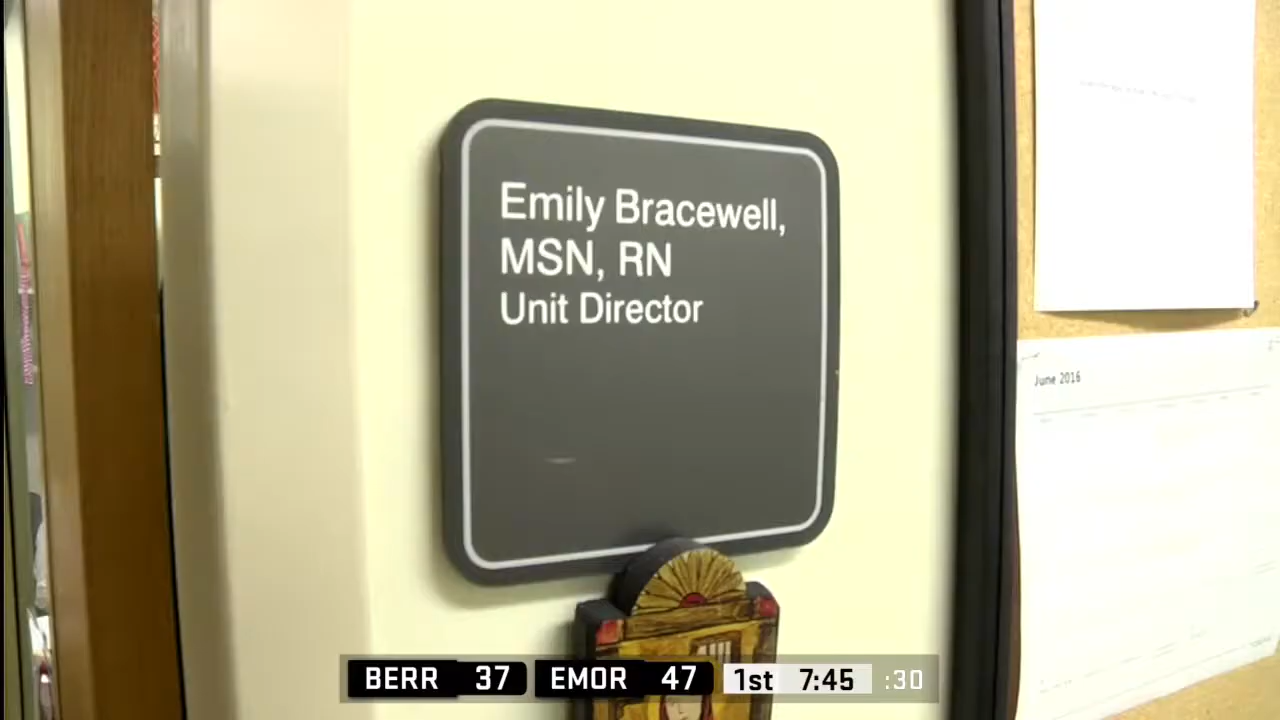 Emily Bracewell,
MSN, RN
Unit Director
June 2016
BERR 37 EMOR 47 1st 7:45 :30